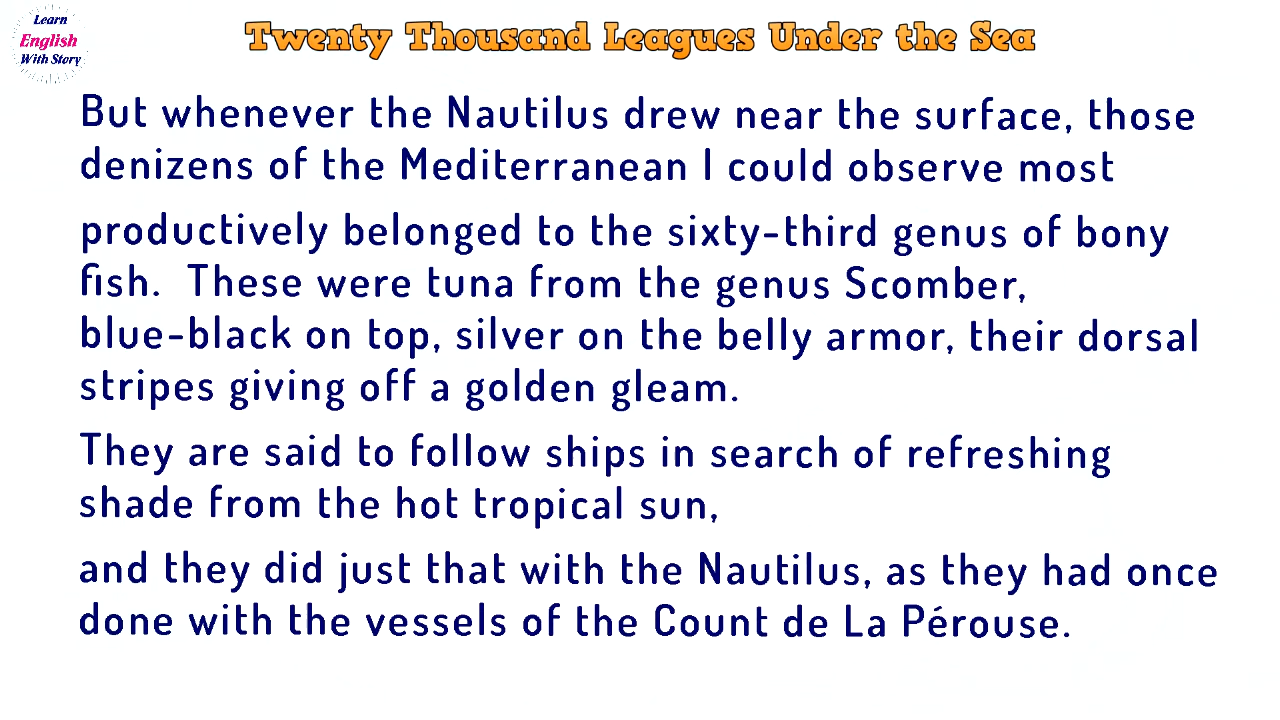 Learn
English
With Story
Twenty Thousand Leagues Under the Sea
But whenever the Nautilus drew near the surface, those
denizens of the Mediterranean I could observe most
productively belonged to the sixty-third genus of bony
fish. These were tuna from the genus Scomber,
blue-black on top, silver on the belly armor, their dorsal
stripes giving off a golden gleam.
They are said to follow ships in search of refreshing
shade from the hot tropical sun,
and they did just that with the Nautilus, as they had once
done with the vessels of the Count de La Pérouse.